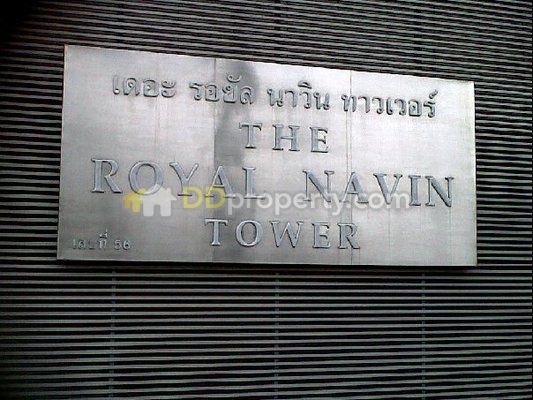 เดอะ รอยัล นาวิน ทาวเวอร์
THE
ROYAL NAVIN
DDproperty.com
TOWER
เลขที่ 56